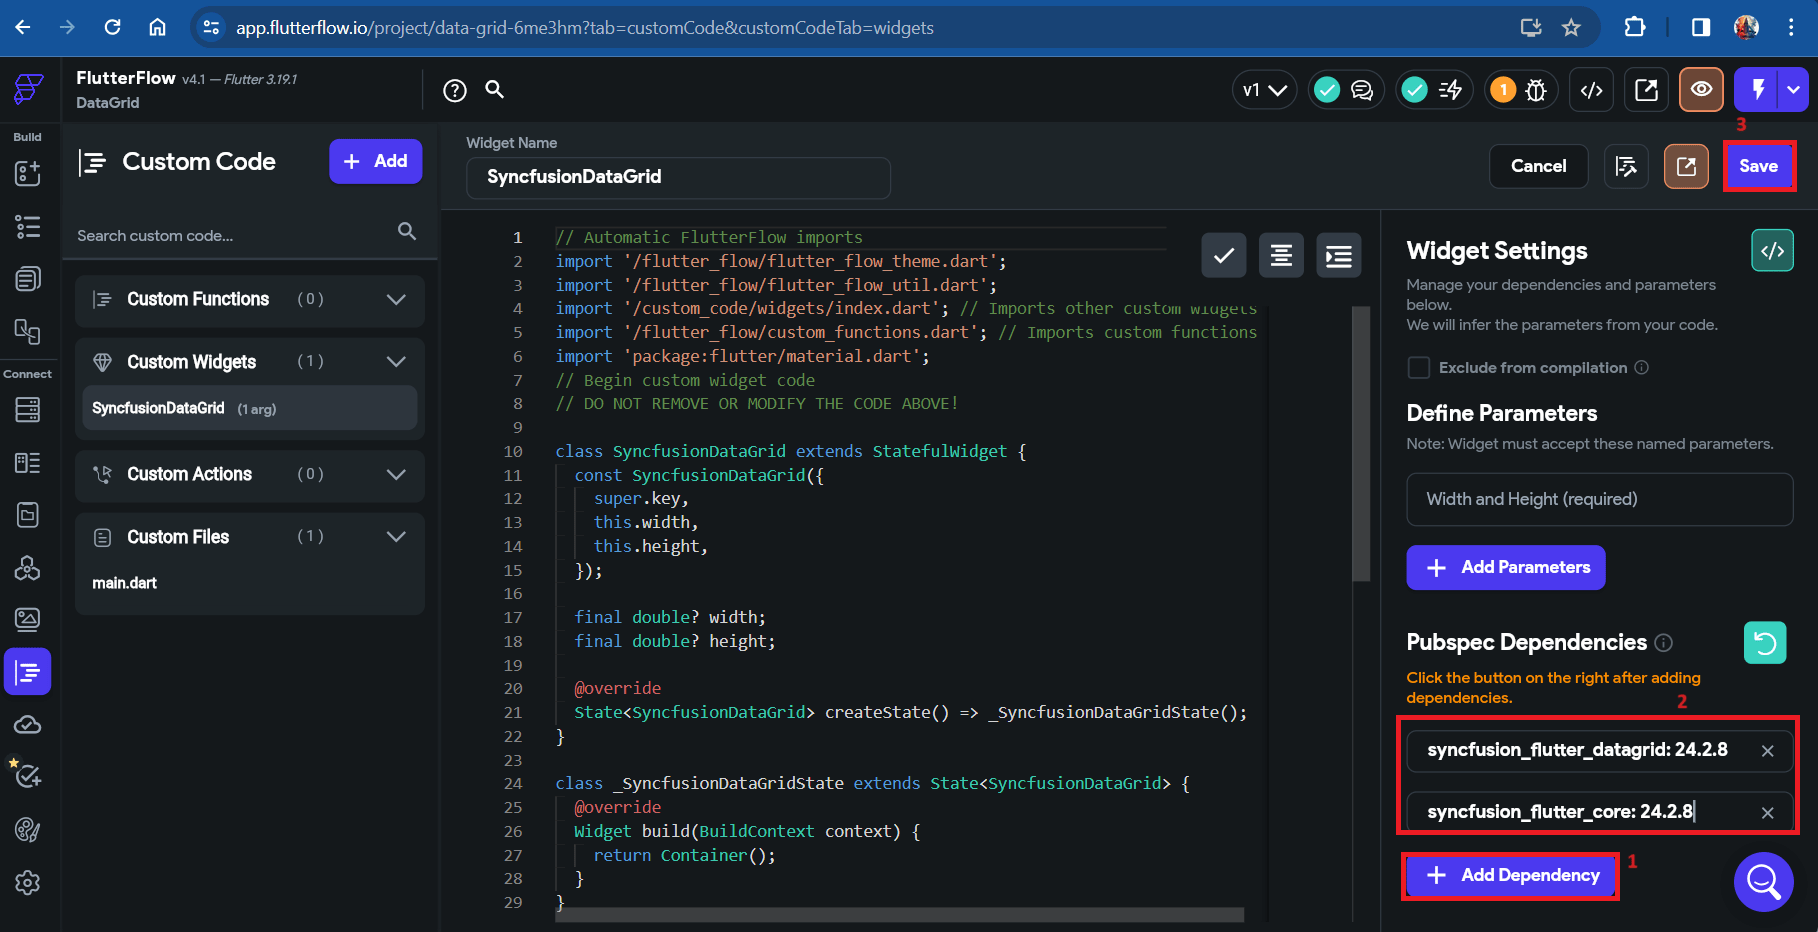 app.flutterflow.io/project/data-grid-6me3hm?tab=customCode&customCodeTab=widgets
FlutterFlow v4.1 — Flutter 3.19.1
DataGrid
v1
1
3
Build
Connect
Custom Code
+ Add
Search custom code...
Custom Functions (0)
Custom Widgets (1)
SyncfusionDataGrid (1 arg)
Custom Actions (0)
Custom Files (1)
main.dart
Widget Name
SyncfusionDataGrid
Cancel
Save
1 // Automatic FlutterFlow imports
2 import '/flutter_flow/flutter_flow_theme.dart';
3 import '/flutter_flow/flutter_flow_util.dart';
4 import '/custom_code/widgets/index.dart'; // Imports other custom widgets
5 import '/flutter_flow/custom_functions.dart'; // Imports custom functions
6 import 'package:flutter/material.dart';
7 // Begin custom widget code
8 // DO NOT REMOVE OR MODIFY THE CODE ABOVE!
9
10 class SyncfusionDataGrid extends StatefulWidget {
11 const SyncfusionDataGrid({
12 super.key,
13 this.width,
14 this.height,
15 });
16
17 final double? width;
18 final double? height;
19
20 @override
21 State<SyncfusionDataGrid> createState() => _SyncfusionDataGridState();
22 }
23
24 class _SyncfusionDataGridState extends State<SyncfusionDataGrid> {
25 @override
26 Widget build(BuildContext context) {
27 return Container();
28 }
29 }
Widget Settings
Manage your dependencies and parameters
below.
We will infer the parameters from your code.
Exclude from compilation
Define Parameters
Note: Widget must accept these named parameters.
Width and Height (required)
+ Add Parameters
Pubspec Dependencies
Click the button on the right after adding
dependencies.
2
syncfusion_flutter_datagrid: 24.2.8
syncfusion_flutter_core: 24.2.8
+ Add Dependency
1